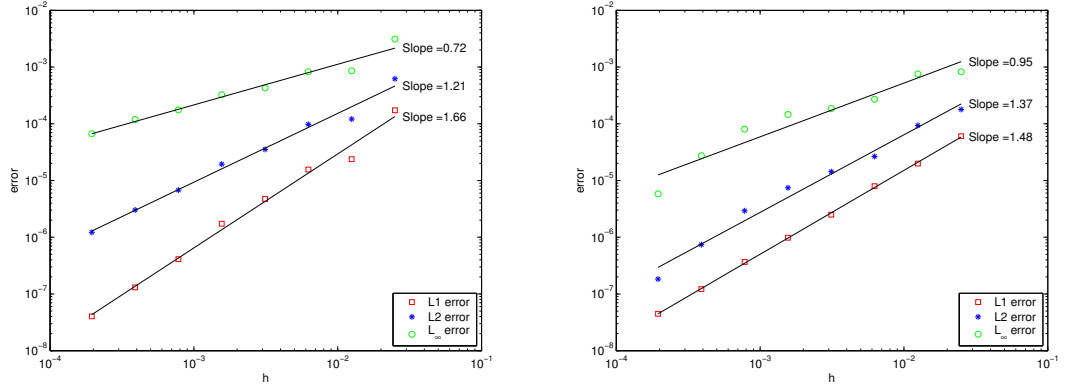 10^-2
10^-3
10^-4
10^-5
10^-6
10^-7
10^-8
error
Slope =0.72
Slope =1.21
Slope =1.66
L1 error
L2 error
L_∞ error
10^-4
10^-3
10^-2
10^-1
h
10^-2
10^-3
10^-4
10^-5
10^-6
10^-7
10^-8
error
Slope =0.95
Slope =1.37
Slope =1.48
L1 error
L2 error
L_∞ error
10^-4
10^-3
10^-2
10^-1
h